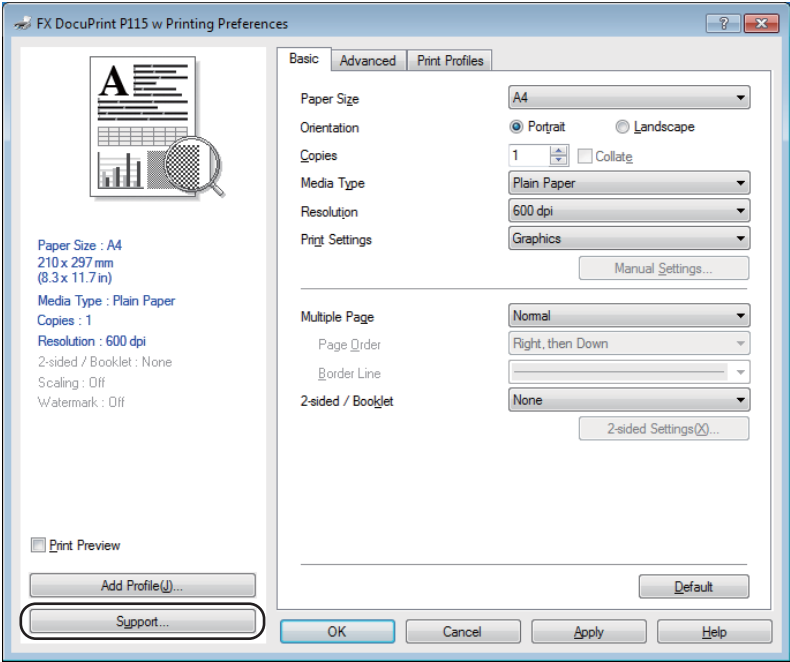 FX DocuPrint P115 w Printing Preferences
A
Paper Size : A4
210 x 297 mm
(8.3 x 11.7 in)
Media Type : Plain Paper
Copies : 1
Resolution : 600 dpi
2-sided / Booklet : None
Scaling : Off
Watermark : Off
Print Preview
Add Profile(J)...
Support...
Basic Advanced Print Profiles
Paper Size A4
Orientation Portrait Landscape
Copies 1 Collate
Media Type Plain Paper
Resolution 600 dpi
Print Settings Graphics
Manual Settings...
Multiple Page Normal
Page Order Right, then Down
Border Line
2-sided / Booklet None
2-sided Settings(X)...
Default
OK Cancel Apply Help